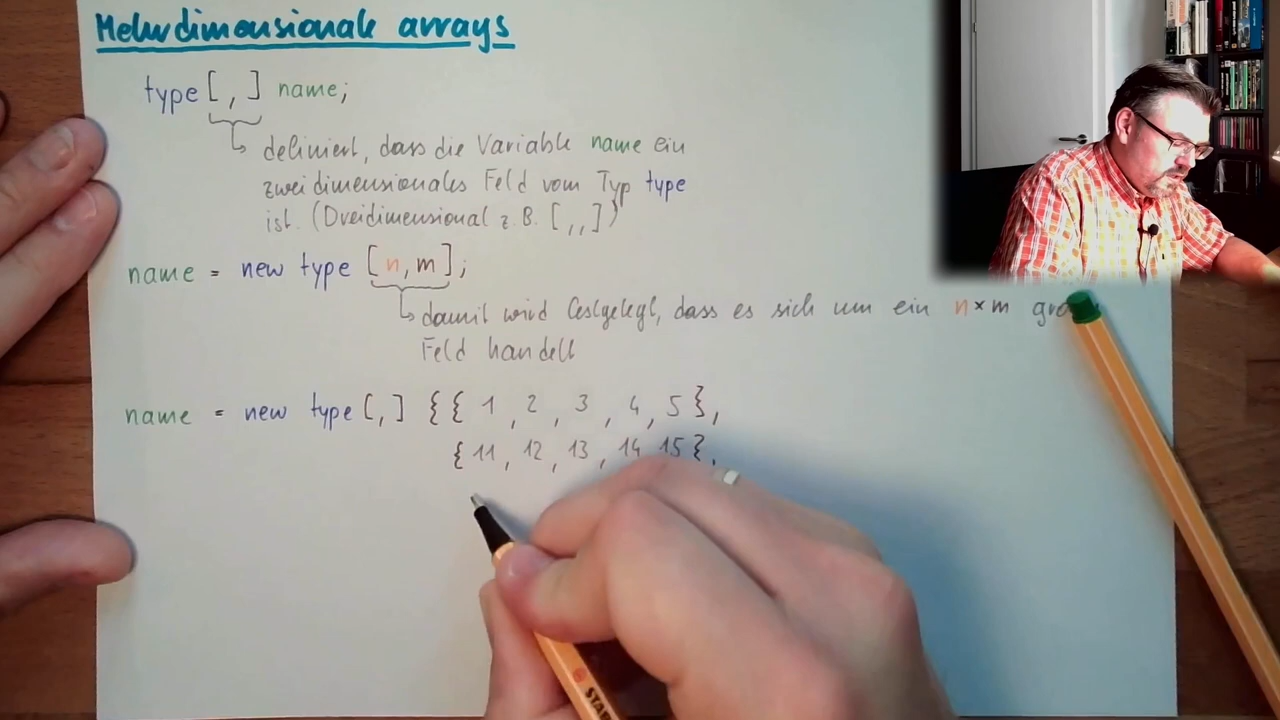 Mehrdimensionale arrays
type [ , ] name;
definiert, dass die Variable name ein
zweidimensionales Feld vom Typ type
ist. (Dreidimensional z.B. [ , , ])
name = new type [n, m];
damit wird festgelegt, dass es sich um ein n×m
Feld handelt
name = new type [ , ] {{ 1 , 2 , 3 , 4 , 5 },
{ 11 , 12 , 13 , 14 , 15 },
STAB